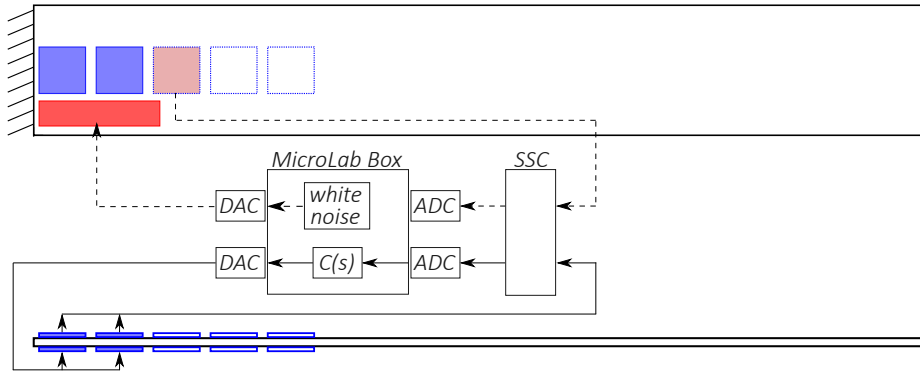 MicroLab Box
SSC
DAC
white
noise
ADC
DAC
C(s)
ADC